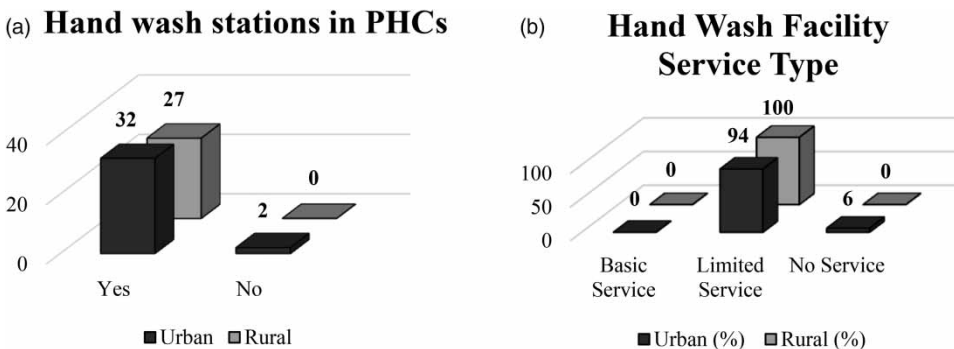 (a) Hand wash stations in PHCs
32
27
2
0
40
20
0
Yes
No
Urban
Rural
(b) Hand Wash Facility
Service Type
0
0
94
100
6
0
100
50
0
Basic
Service
Limited
Service
No Service
Urban (%)
Rural (%)